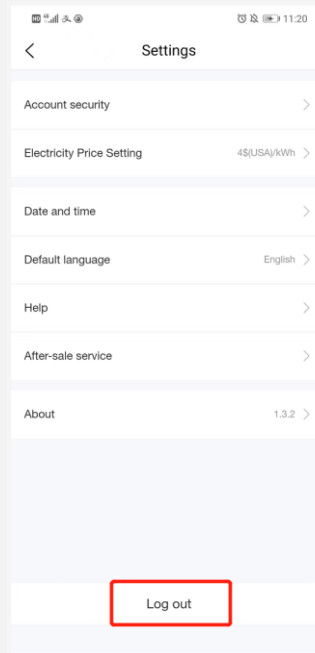 HD 11:20
Settings
Account security
Electricity Price Setting 4$(USA)/kWh
Date and time
Default language English
Help
After-sale service
About 1.3.2
Log out